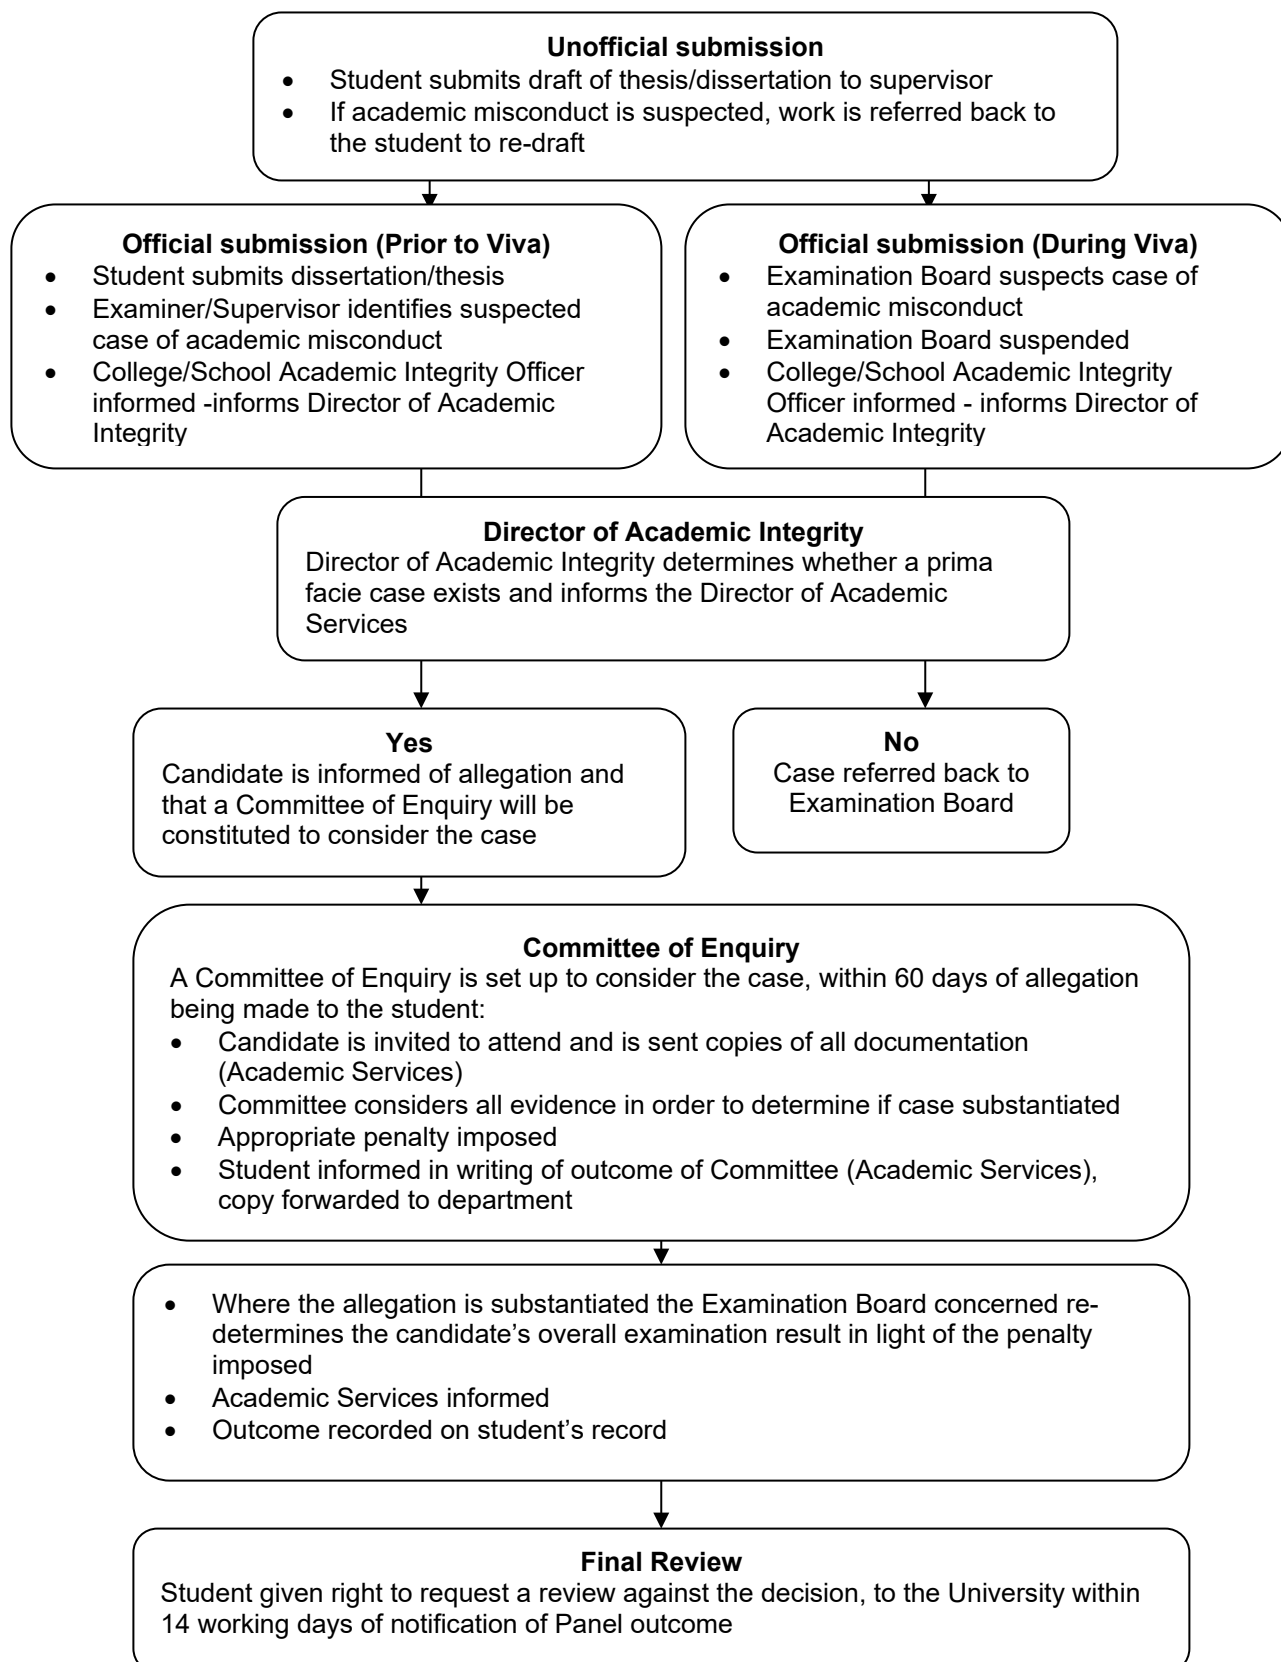 Unofficial submission
• Student submits draft of thesis/dissertation to supervisor
• If academic misconduct is suspected, work is referred back to
the student to re-draft
Official submission (Prior to Viva)
• Student submits dissertation/thesis
• Examiner/Supervisor identifies suspected
case of academic misconduct
• College/School Academic Integrity Officer
informed -informs Director of Academic
Integrity
Official submission (During Viva)
• Examination Board suspects case of
academic misconduct
• Examination Board suspended
• College/School Academic Integrity
Officer informed - informs Director of
Academic Integrity
Director of Academic Integrity
Director of Academic Integrity determines whether a prima
facie case exists and informs the Director of Academic
Services
Yes
Candidate is informed of allegation and
that a Committee of Enquiry will be
constituted to consider the case
No
Case referred back to
Examination Board
Committee of Enquiry
A Committee of Enquiry is set up to consider the case, within 60 days of allegation
being made to the student:
• Candidate is invited to attend and is sent copies of all documentation
(Academic Services)
• Committee considers all evidence in order to determine if case substantiated
• Appropriate penalty imposed
• Student informed in writing of outcome of Committee (Academic Services),
copy forwarded to department
• Where the allegation is substantiated the Examination Board concerned re-
determines the candidate’s overall examination result in light of the penalty
imposed
• Academic Services informed
• Outcome recorded on student’s record
Final Review
Student given right to request a review against the decision, to the University within
14 working days of notification of Panel outcome